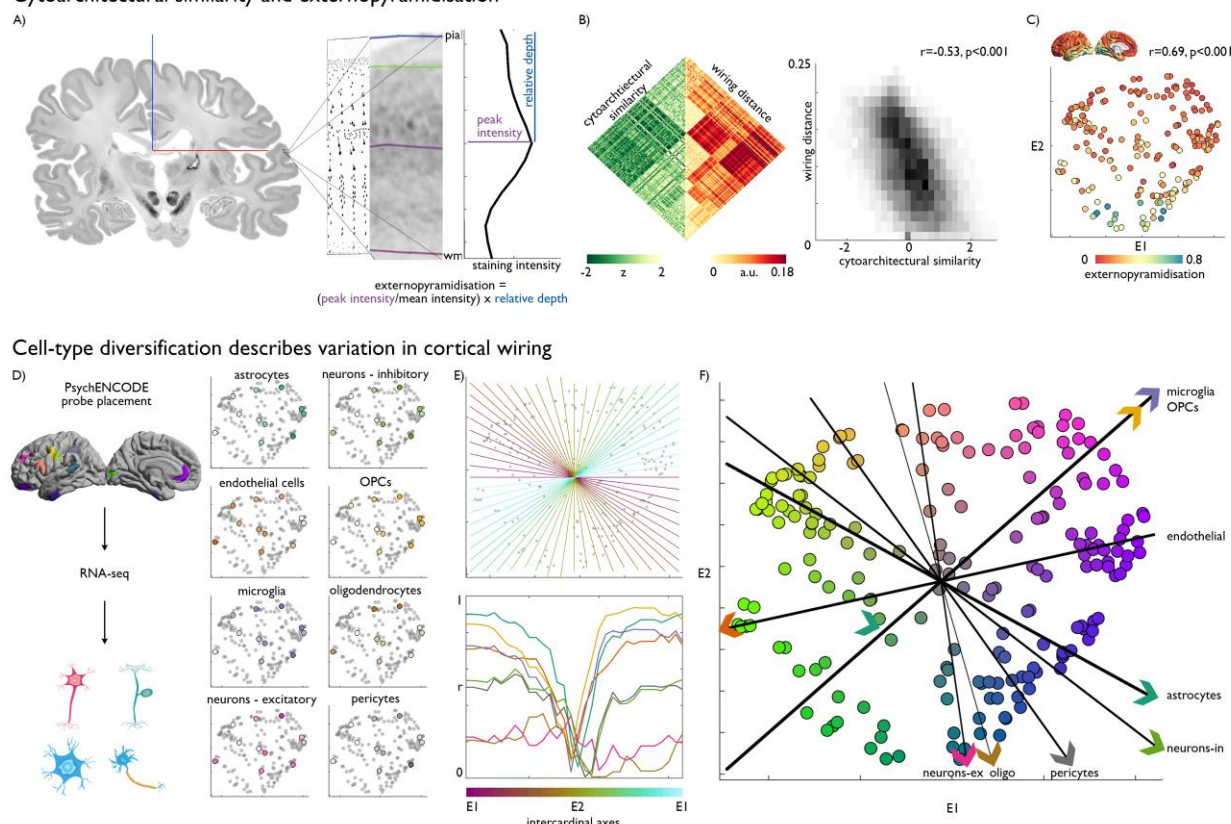 Cytoarchitectural similarity and externopyramidisation
A)
pia
relative depth
peak
intensity
wm
staining intensity
externopyramidisation =
(peak intensity/mean intensity) x relative depth
B)
cytoarchtiectural
similarity
wiring distance
-2 z 2
0 a.u. 0.18
r=-0.53, p<0.001
0.25
wiring distance
0
-2 0 2
cytoarchitectural similarity
C)
r=0.69, p<0.001
E2
E1
0 0.8
externopyramidisation
Cell-type diversification describes variation in cortical wiring
D)
PsychENCODE
probe placement
RNA-seq
astrocytes
neurons - inhibitory
endothelial cells
OPCs
microglia
oligodendrocytes
neurons - excitatory
pericytes
E)
1
r
0
E1 E2 E1
intercardinal axes
F)
microglia
OPCs
endothelial
E2
astrocytes
neurons-in
neurons-ex oligo pericytes
E1